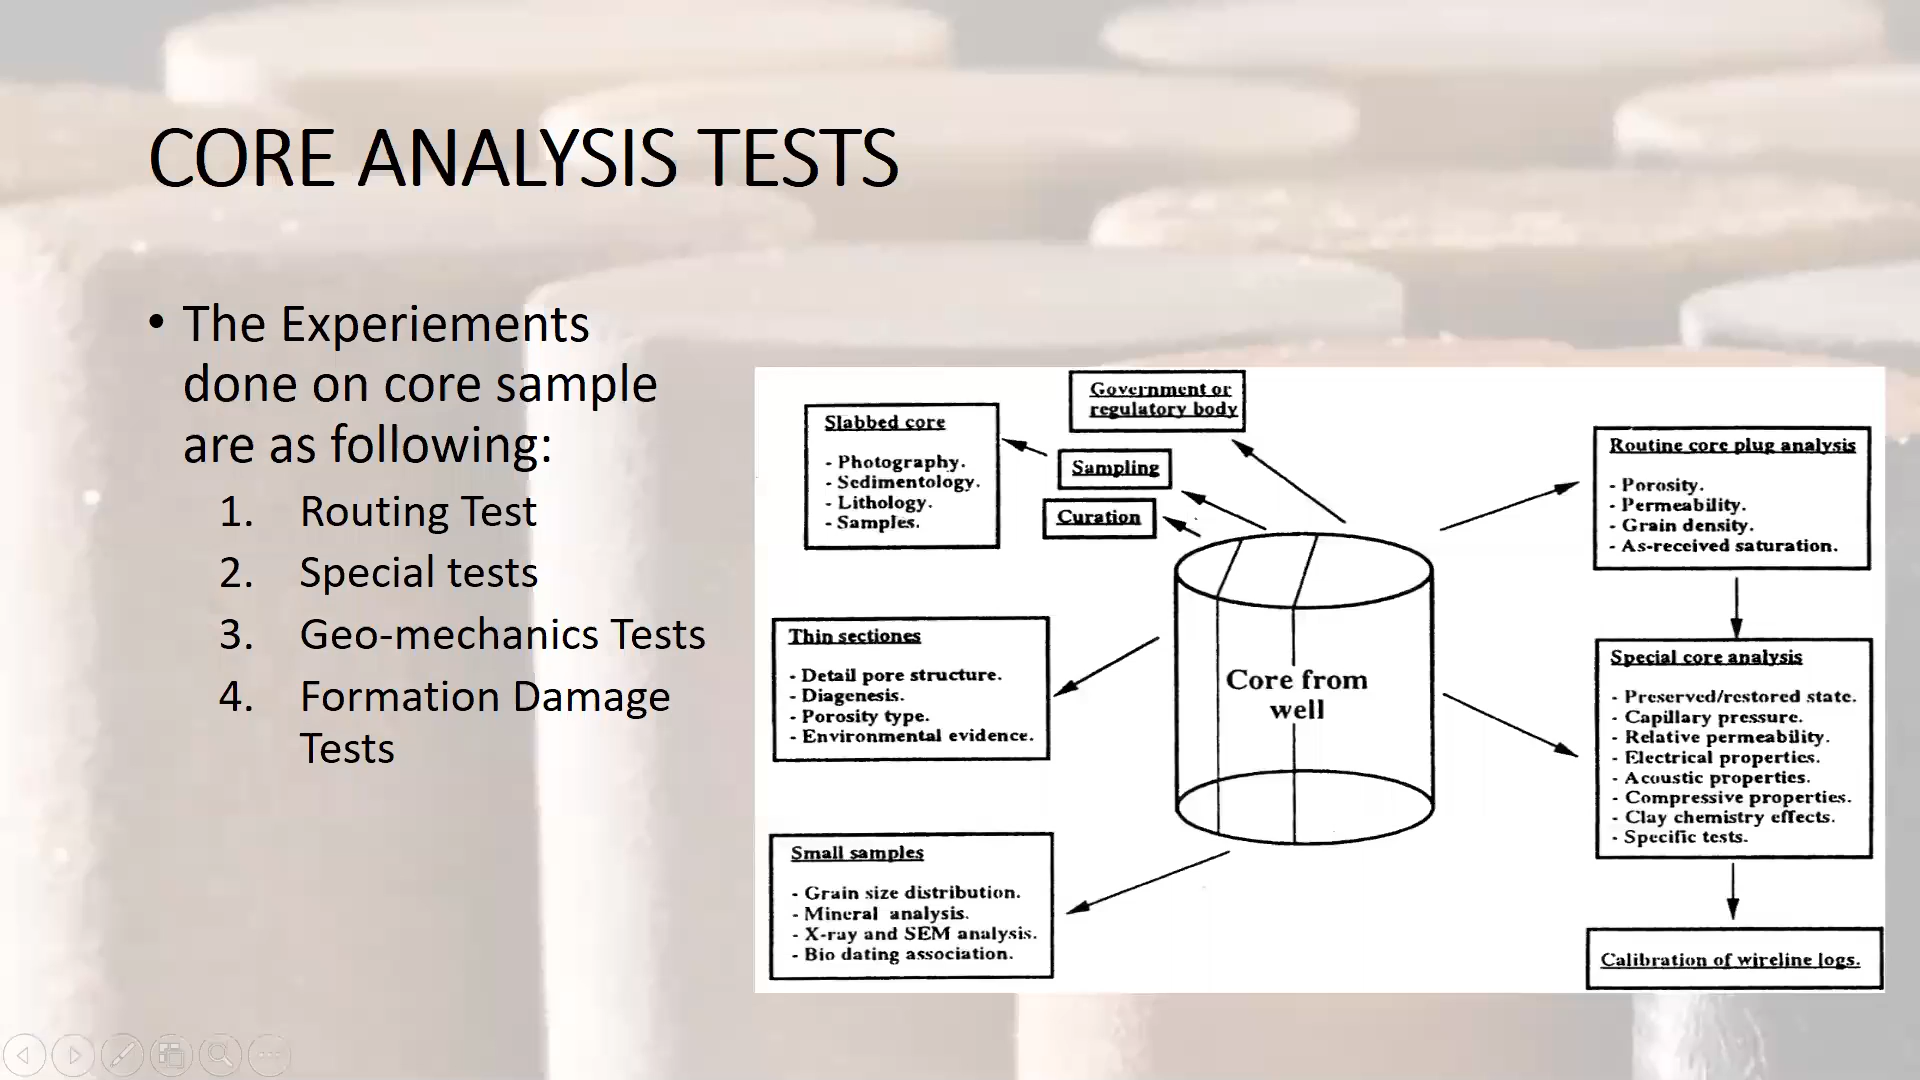 CORE ANALYSIS TESTS
• The Experiements
done on core sample
are as following:
1. Routing Test
2. Special tests
3. Geo-mechanics Tests
4. Formation Damage
Tests
Government or
regulatory body
Slabbed core
- Photography.
- Sedimentology.
- Lithology.
- Samples.
Sampling
Curation
Routine core plug analysis
- Porosity.
- Permeability.
- Grain density.
- As-received saturation.
Thin sectiones
- Detail pore structure.
- Diagenesis.
- Porosity type.
- Environmental evidence.
Core from
well
Special core analysis
- Preserved/restored state.
- Capillary pressure.
- Relative permeability.
- Electrical properties.
- Acoustic properties.
- Compressive properties.
- Clay chemistry effects.
- Specific tests.
Small samples
- Grain size distribution.
- Mineral analysis.
- X-ray and SEM analysis.
- Bio dating association.
Calibration of wireline logs.